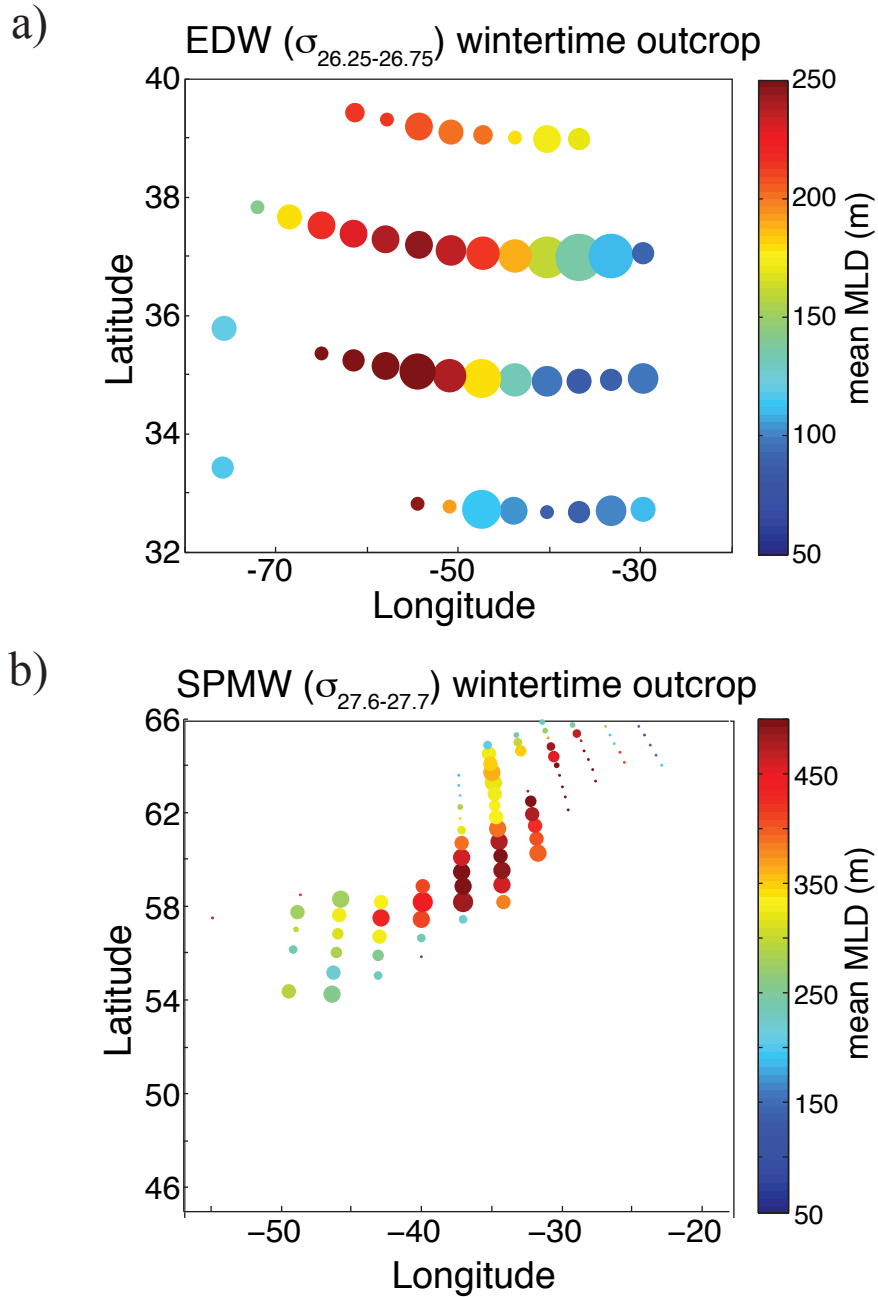 a)
EDW (σ26.25-26.75) wintertime outcrop
40
38
36
34
32
Latitude
-70
-50
-30
Longitude
250
200
150
100
50
mean MLD (m)
b)
SPMW (σ27.6-27.7) wintertime outcrop
66
62
58
54
50
46
Latitude
−50
−40
−30
−20
Longitude
450
350
250
150
50
mean MLD (m)